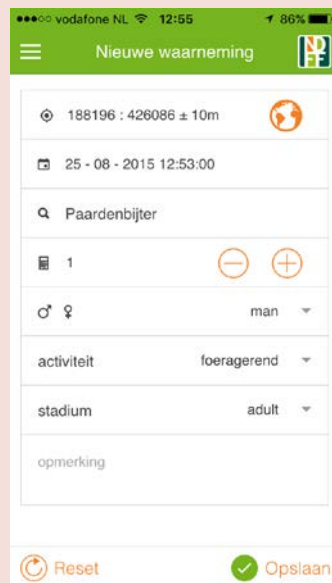 vodafone NL 12:55 86%
Nieuwe waarneming
NDFF
188196 : 426086 ± 10m
25 - 08 - 2015 12:53:00
Paardenbijter
1
man
activiteit foeragerend
stadium adult
opmerking
Reset Opslaan